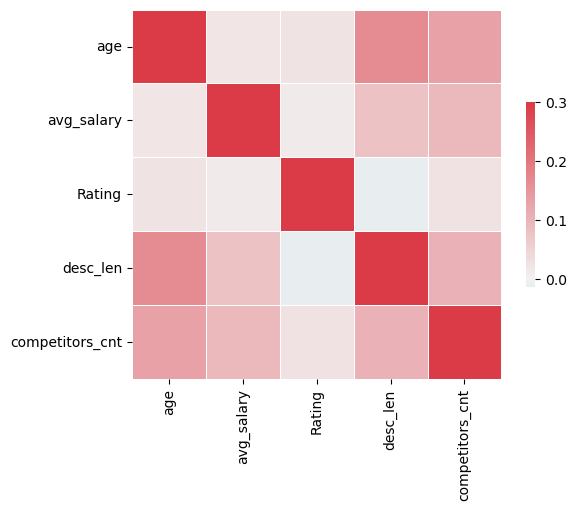 age
avg_salary
Rating
desc_len
competitors_cnt
0.3
0.2
0.1
0.0
age
avg_salary
Rating
desc_len
competitors_cnt